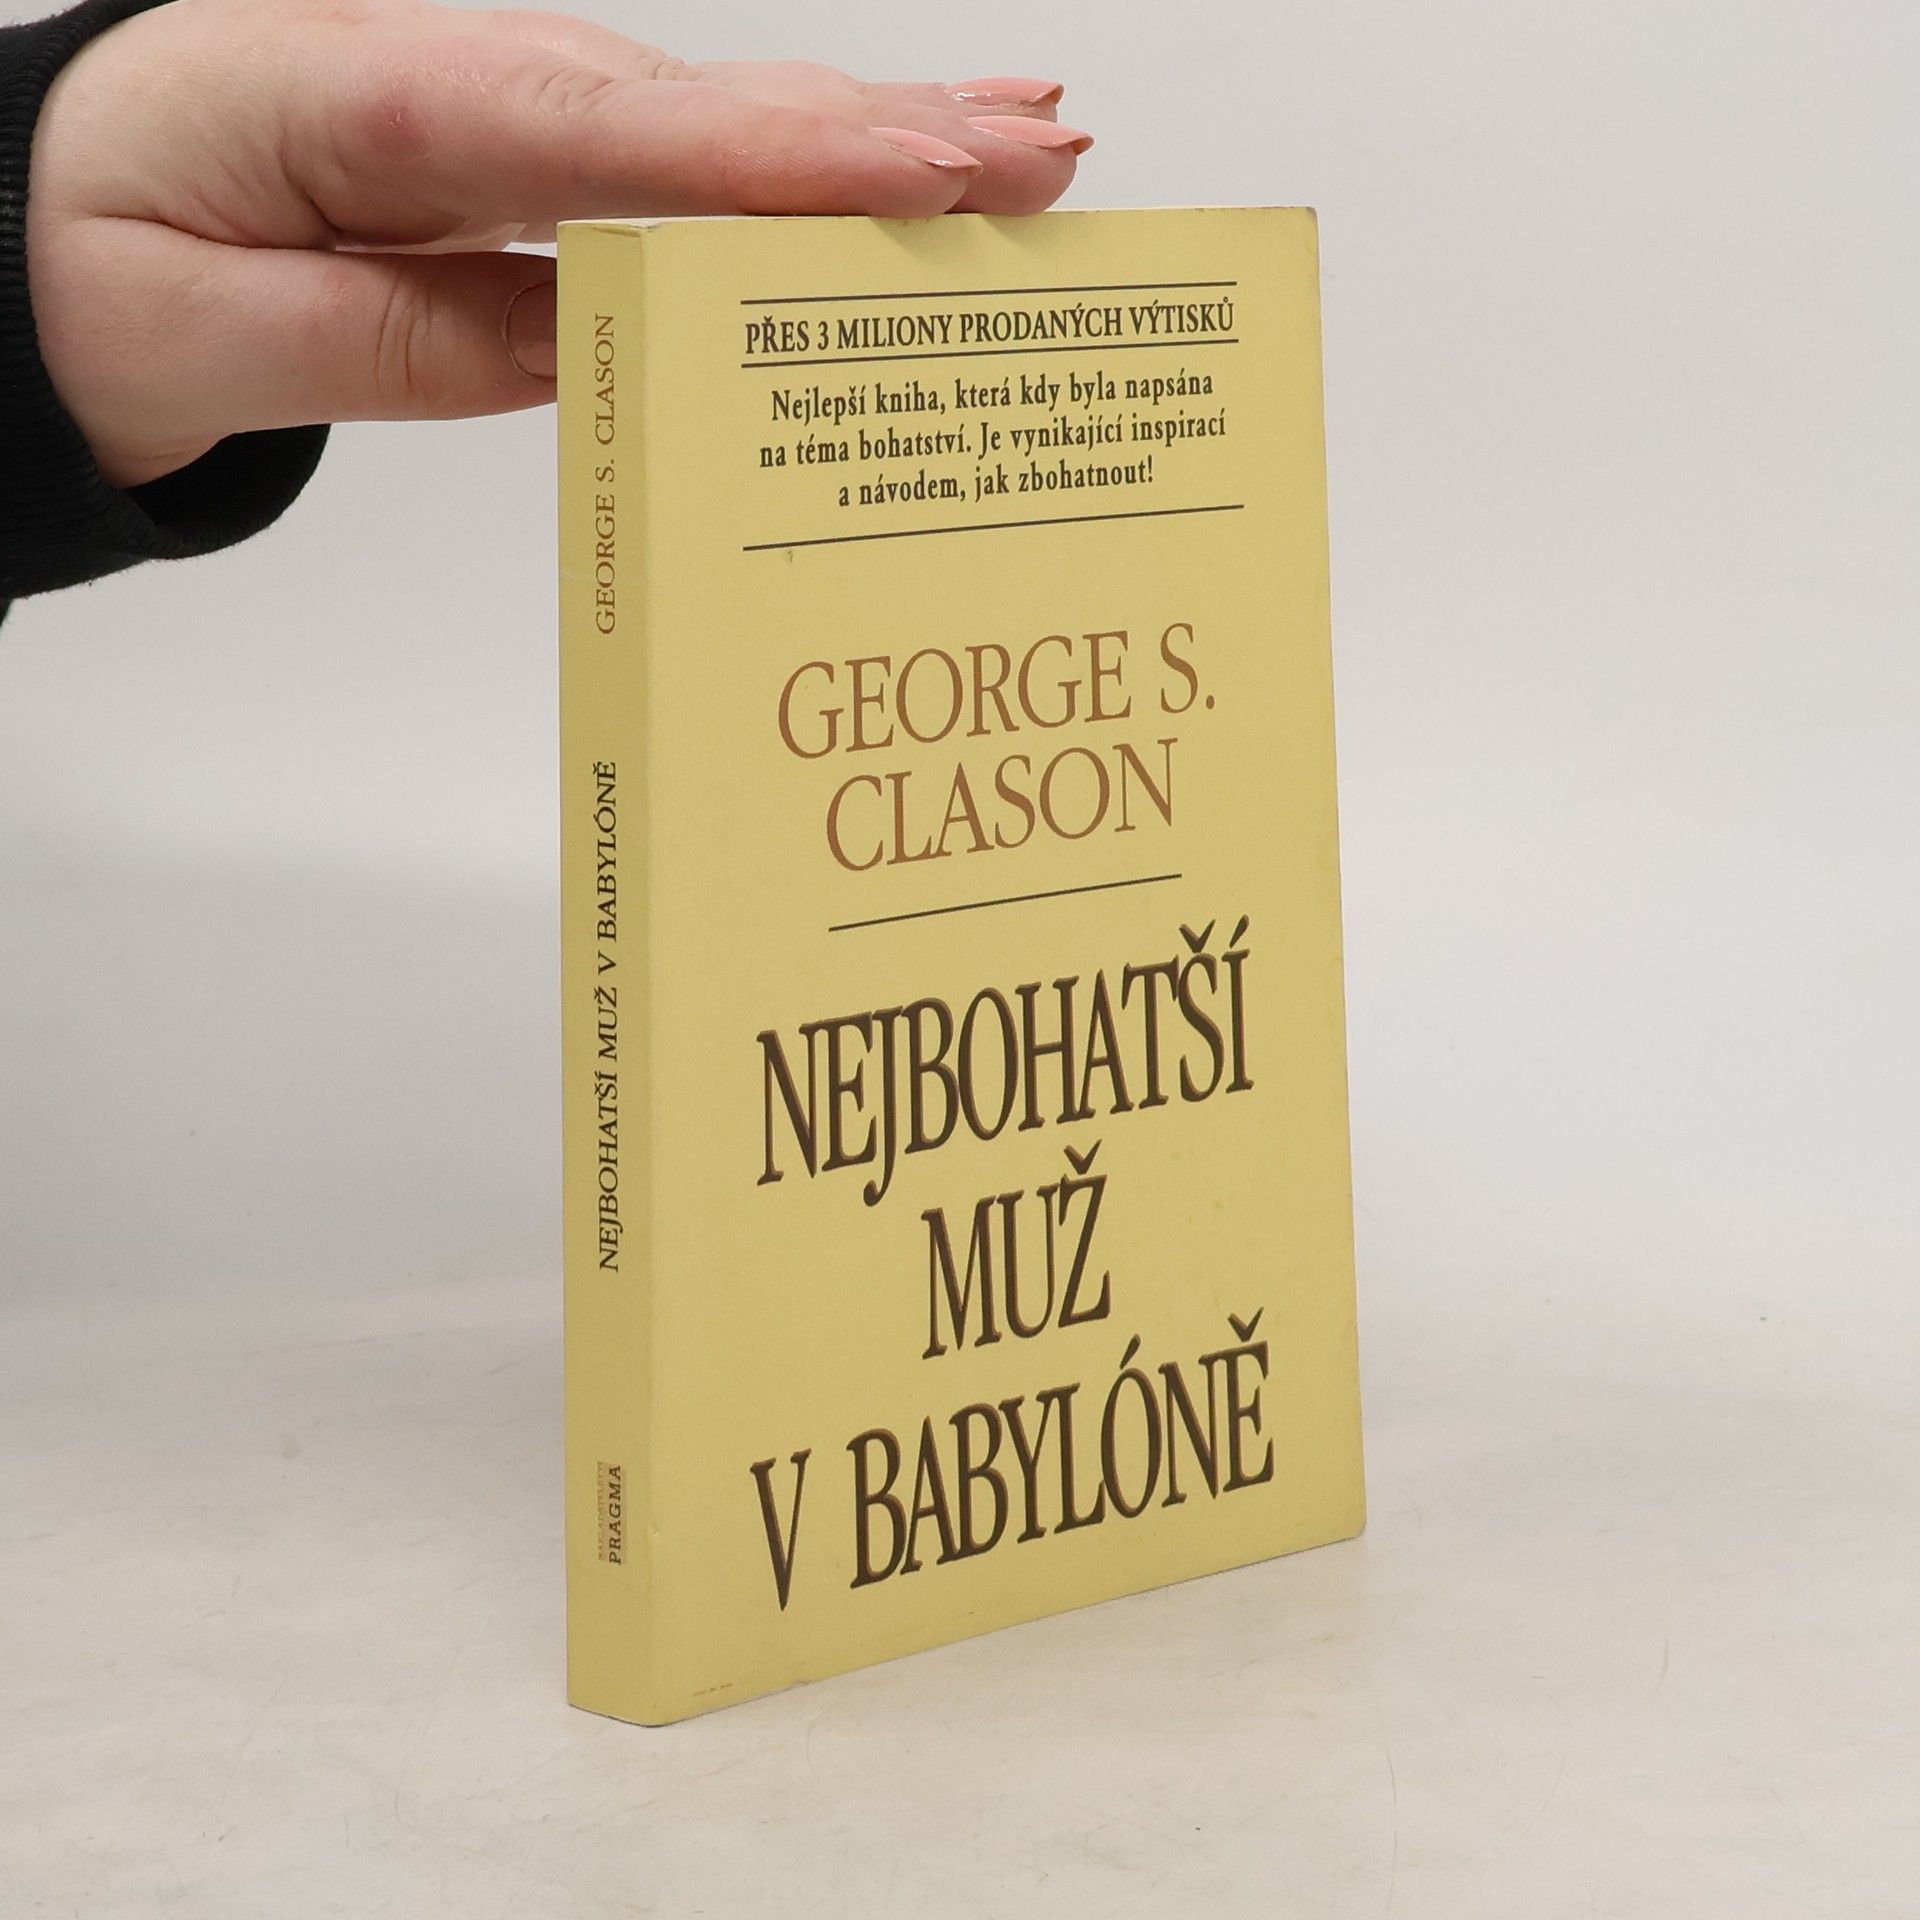 PŘES 3 MILIONY PRODANÝCH VÝTISKŮ
Nejlepší kniha, která kdy byla napsána
na téma bohatství. Je vynikající inspirací
a návodem, jak zbohatnout!
GEORGE S.
CLASON
NEJBOHATŠÍ
MUŽ
V BABYLÓNĚ
GEORGE S. CLASON
NEJBOHATŠÍ MUŽ V BABYLÓNĚ
NAKLADATELSTVÍ
PRAGMA